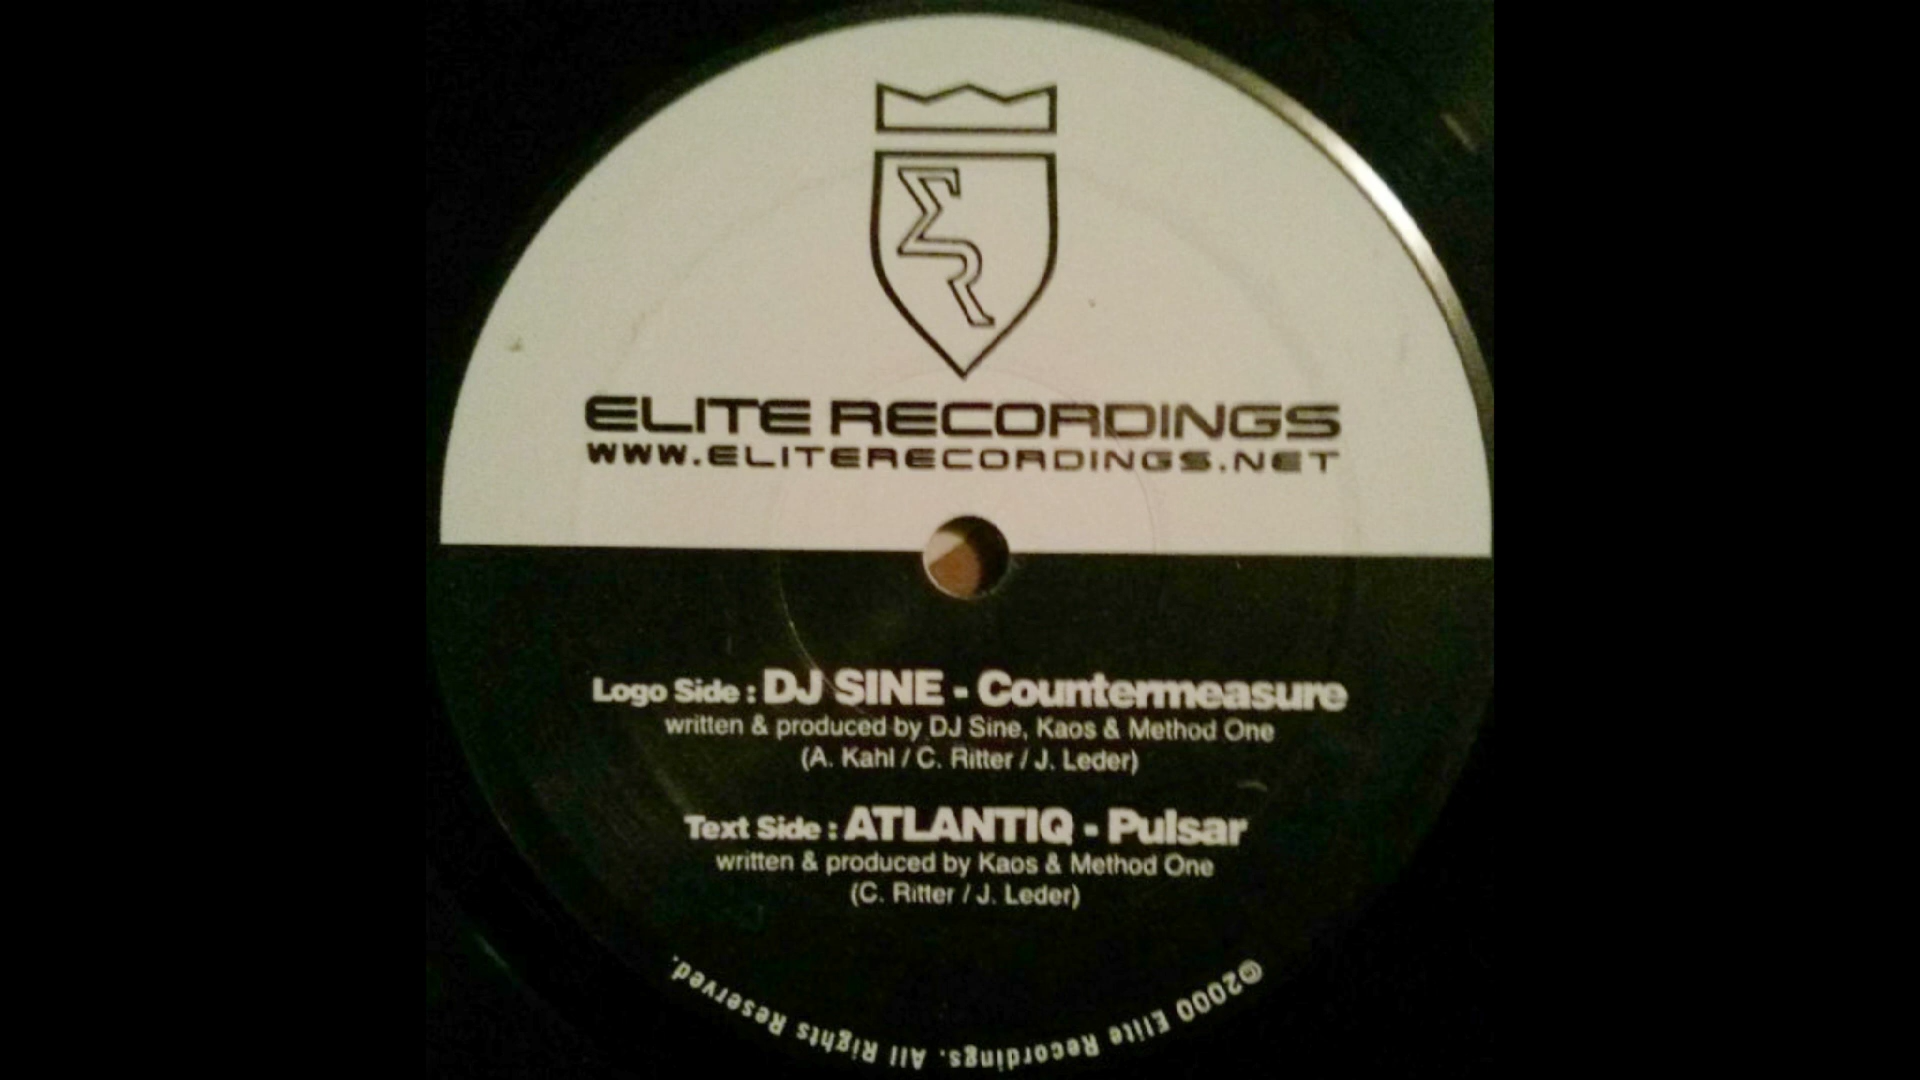 ER
ELITE RECORDINGS
WWW.ELITERECORDINGS.NET
Logo Side : DJ SINE - Countermeasure
written & produced by DJ Sine, Kaos & Method One
(A. Kahl / C. Ritter / J. Leder)
Text Side : ATLANTIQ - Pulsar
written & produced by Kaos & Method One
(C. Ritter / J. Leder)
©2000 Elite Recordings. All Rights Reserved.